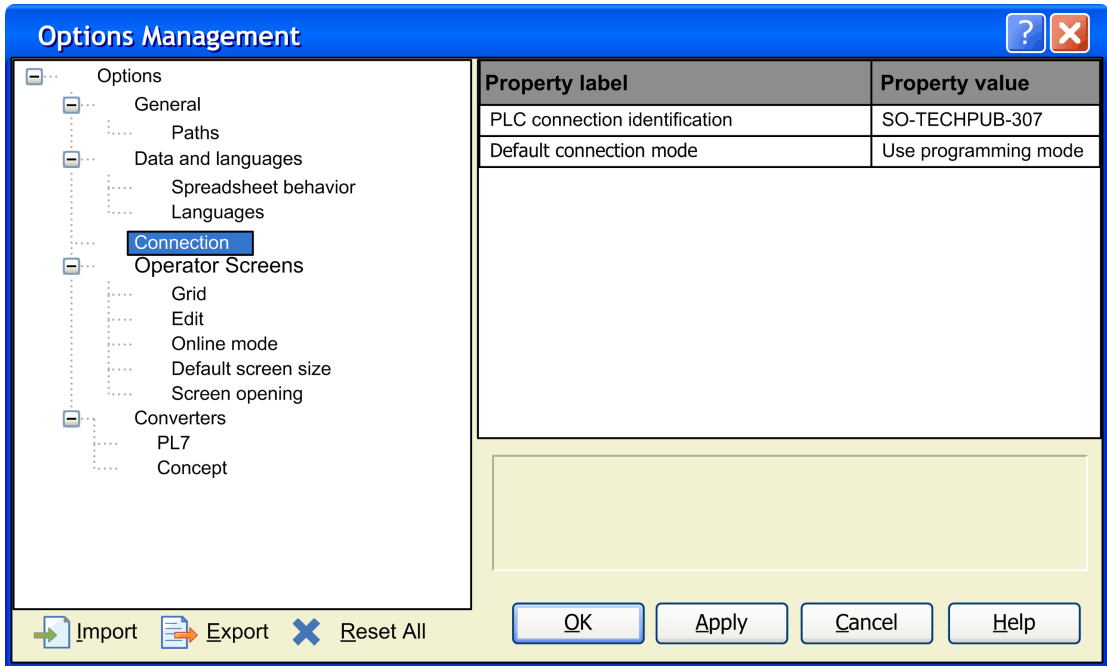 Options Management
?
Options
General
Paths
Data and languages
Spreadsheet behavior
Languages
Connection
Operator Screens
Grid
Edit
Online mode
Default screen size
Screen opening
Converters
PL7
Concept
Property label Property value
PLC connection identification SO-TECHPUB-307
Default connection mode Use programming mode
Import Export Reset All
OK Apply Cancel Help